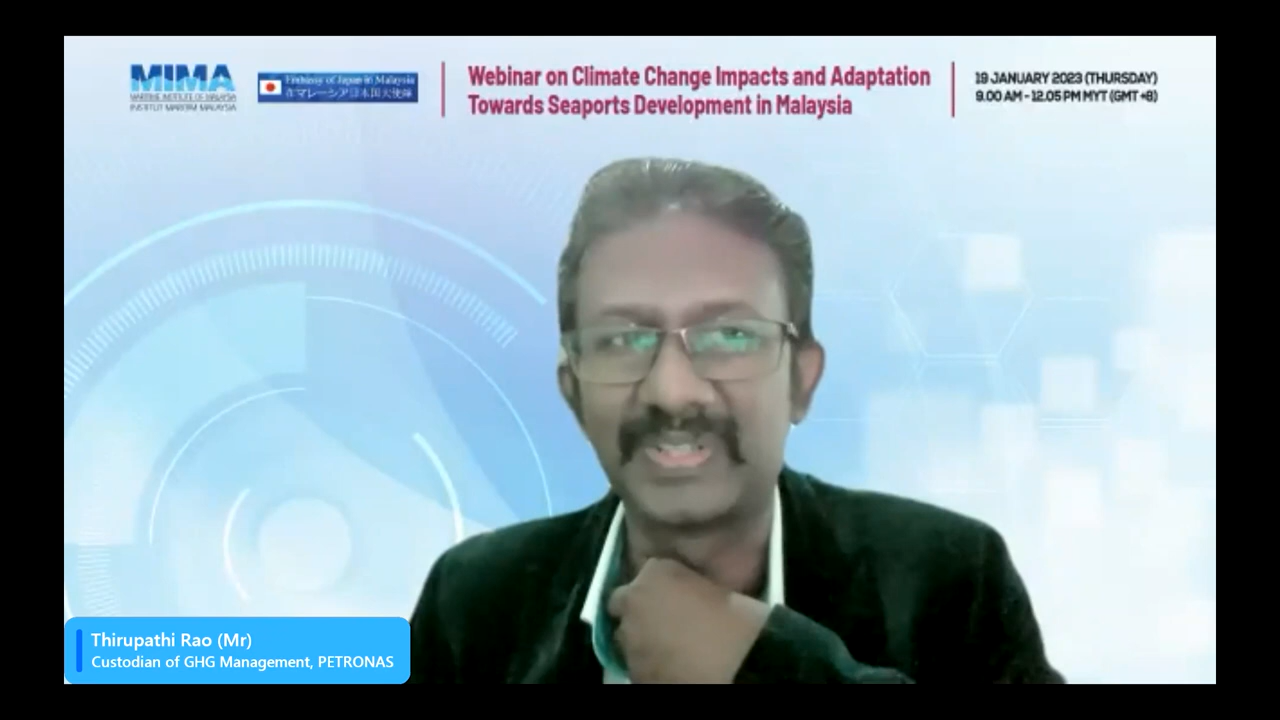 MIMA
MARITIME INSTITUTE OF MALAYSIA
INSTITUT MARITIM MALAYSIA
Embassy of Japan in Malaysia
在マレーシア日本国大使館
Webinar on Climate Change Impacts and Adaptation
Towards Seaports Development in Malaysia
19 JANUARY 2023 (THURSDAY)
9.00 AM - 12.05 PM MYT (GMT +8)
Thirupathi Rao (Mr)
Custodian of GHG Management, PETRONAS